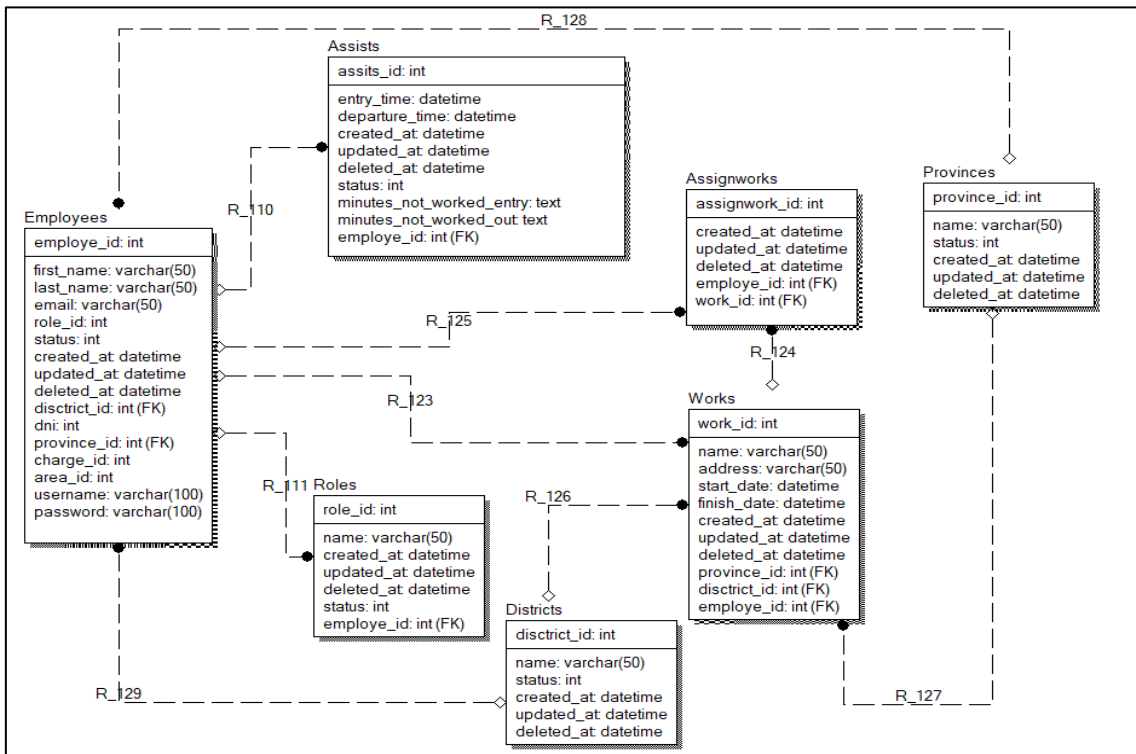 R_128
Assists
assits_id: int
entry_time: datetime
departure_time: datetime
created_at: datetime
updated_at: datetime
deleted_at: datetime
status: int
minutes_not_worked_entry: text
minutes_not_worked_out: text
employe_id: int (FK)
R_110
Assignworks
assignwork_id: int
created_at: datetime
updated_at: datetime
deleted_at: datetime
employe_id: int (FK)
work_id: int (FK)
Provinces
province_id: int
name: varchar(50)
status: int
created_at: datetime
updated_at: datetime
deleted_at: datetime
Employees
employe_id: int
first_name: varchar(50)
last_name: varchar(50)
email: varchar(50)
role_id: int
status: int
created_at: datetime
updated_at: datetime
deleted_at: datetime
disctrict_id: int (FK)
dni: int
province_id: int (FK)
charge_id: int
area_id: int
username: varchar(100)
password: varchar(100)
R_125
R_124
R_123
Works
work_id: int
name: varchar(50)
address: varchar(50)
start_date: datetime
finish_date: datetime
created_at: datetime
updated_at: datetime
deleted_at: datetime
province_id: int (FK)
disctrict_id: int (FK)
employe_id: int (FK)
R_111
Roles
role_id: int
name: varchar(50)
created_at: datetime
updated_at: datetime
deleted_at: datetime
status: int
employe_id: int (FK)
R_126
Districts
disctrict_id: int
name: varchar(50)
status: int
created_at: datetime
updated_at: datetime
deleted_at: datetime
R_129
R_127